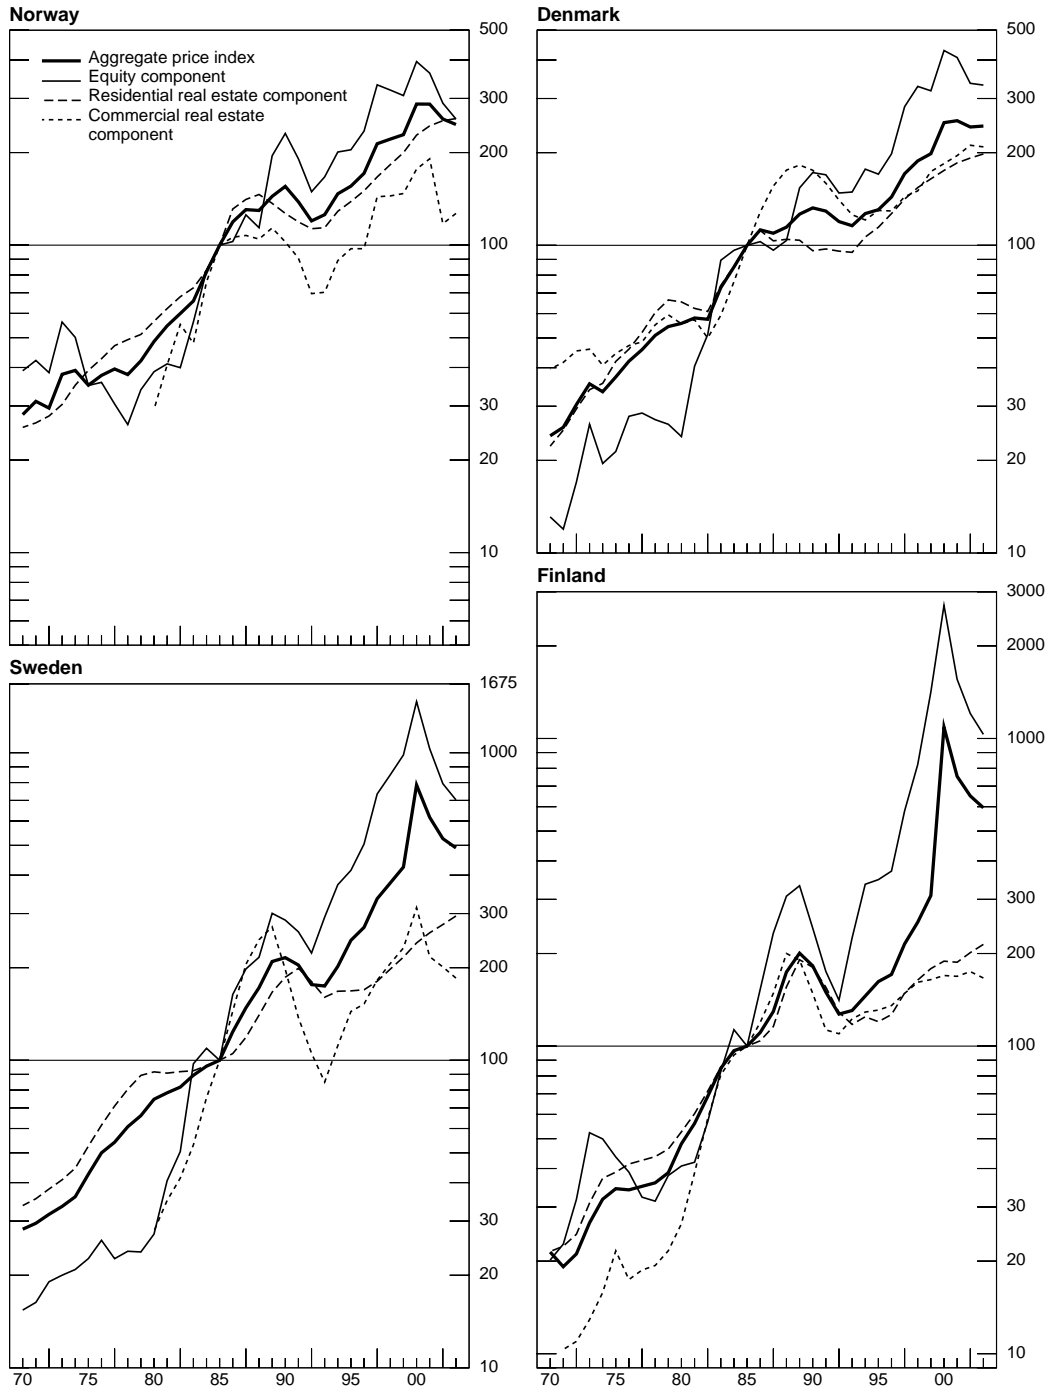 Norway
500
300
200
100
30
20
10
Aggregate price index
Equity component
Residential real estate component
Commercial real estate
component
Denmark
500
300
200
100
30
20
10
Sweden
1675
1000
300
200
100
30
20
10
70 75 80 85 90 95 00
Finland
3000
2000
1000
300
200
100
30
20
10
70 75 80 85 90 95 00